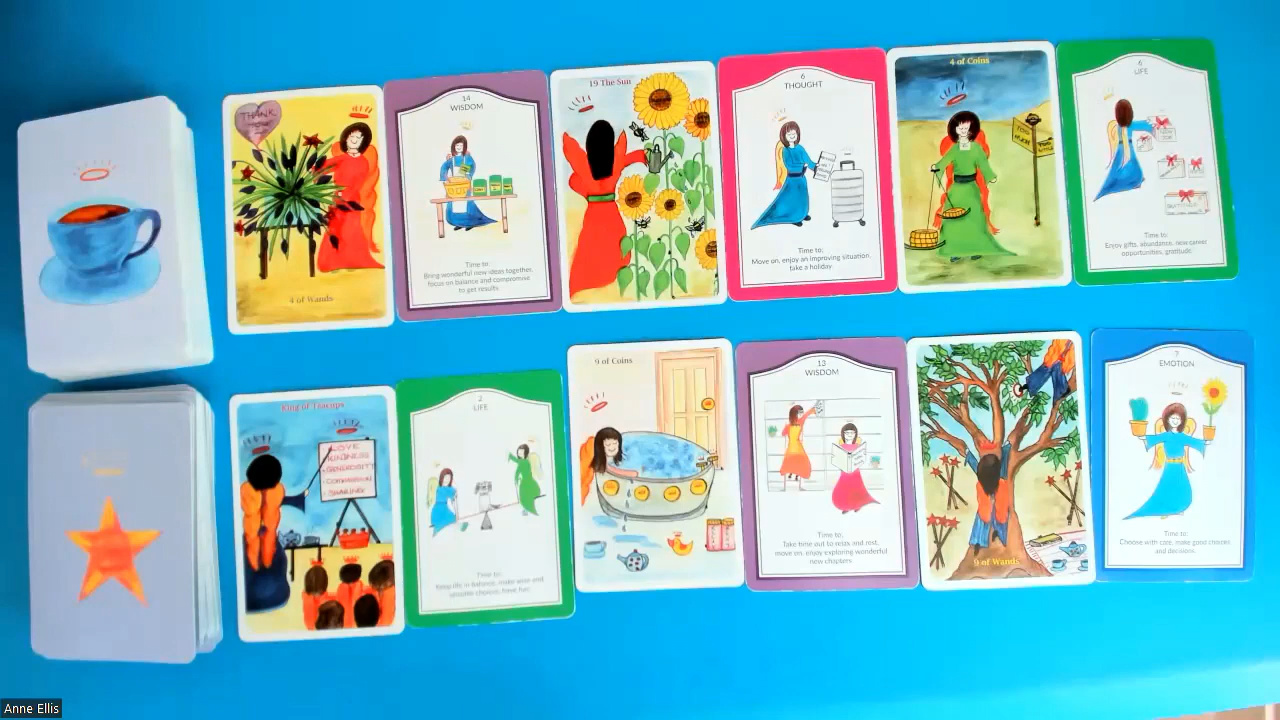 THANK
YOU
4 of Wands
14
WISDOM
Time to:
Bring wonderful new ideas together,
focus on balance and compromise
to get results.
19 The Sun
6
THOUGHT
Time to:
Move on, enjoy an improving situation,
take a holiday.
4 of Coins
6
LIFE
Time to:
Enjoy gifts, abundance, new career
opportunities, gratitude.
King of Teacups
LOVE
KINDNESS
GENEROSITY
COMPASSION
SHARING
2
LIFE
Time to:
Keep life in balance, make wise and
sensible choices, have fun.
9 of Coins
13
WISDOM
Time to:
Take time out to relax and rest,
move on, enjoy exploring wonderful
new chapters.
9 of Wands
7
EMOTION
Time to:
Choose with care, make good choices
and decisions.
Anne Ellis